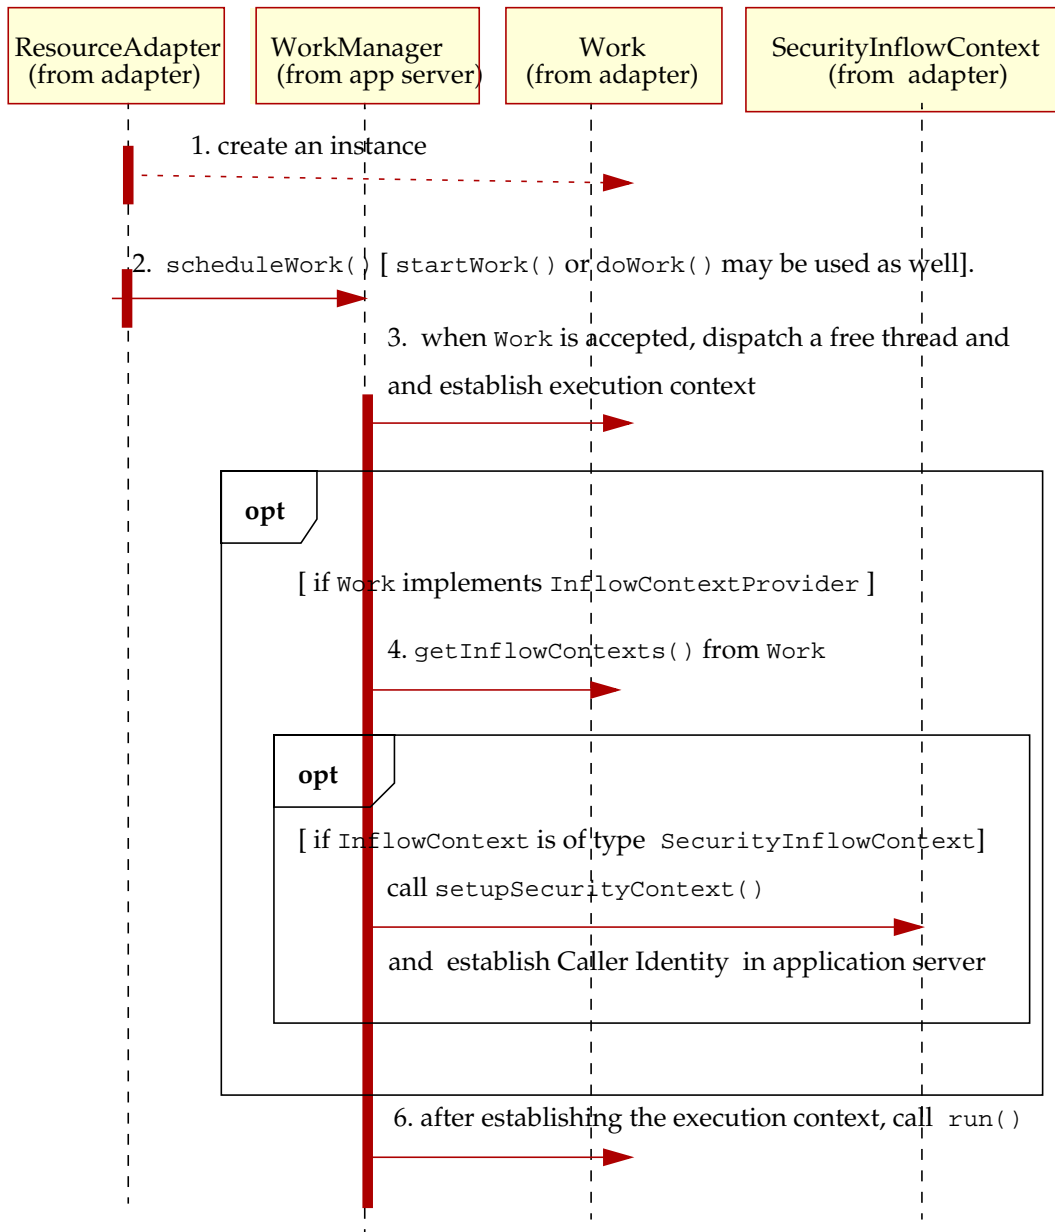 ResourceAdapter
(from adapter)
WorkManager
(from app server)
Work
(from adapter)
SecurityInflowContext
(from adapter)
1. create an instance
2. scheduleWork() [ startWork() or doWork() may be used as well].
3. when Work is accepted, dispatch a free thread and
and establish execution context
opt
[ if Work implements InflowContextProvider ]
4. getInflowContexts() from Work
opt
[ if InflowContext is of type SecurityInflowContext]
call setupSecurityContext()
and establish Caller Identity in application server
6. after establishing the execution context, call run()